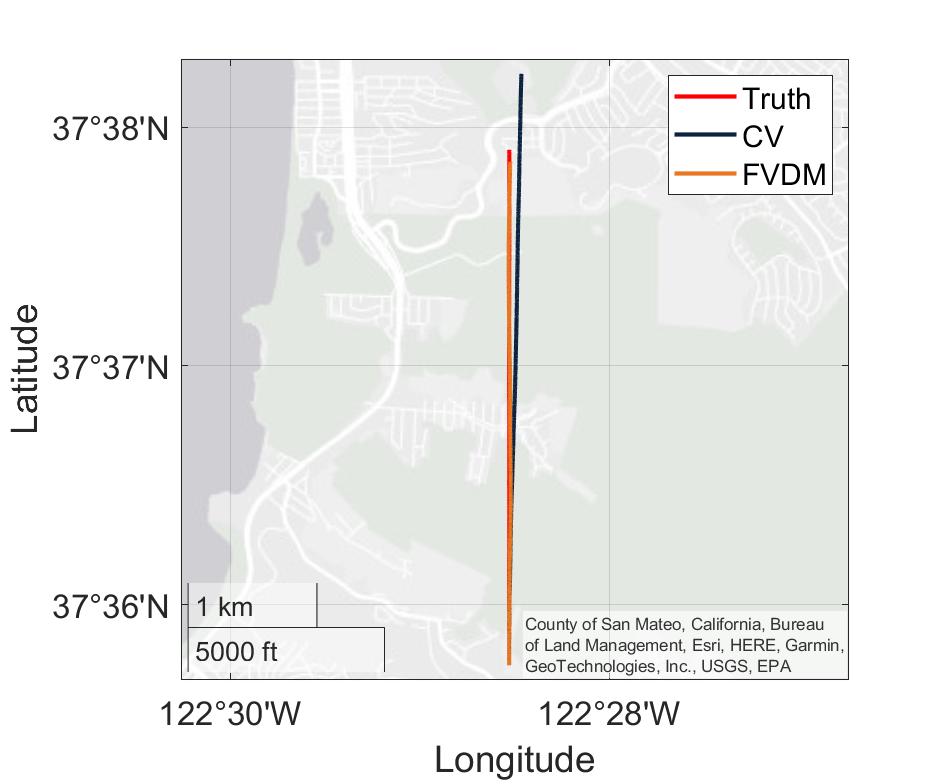 Truth
CV
FVDM
37°38'N
37°37'N
37°36'N
Latitude
1 km
5000 ft
County of San Mateo, California, Bureau
of Land Management, Esri, HERE, Garmin,
GeoTechnologies, Inc., USGS, EPA
122°30'W
122°28'W
Longitude